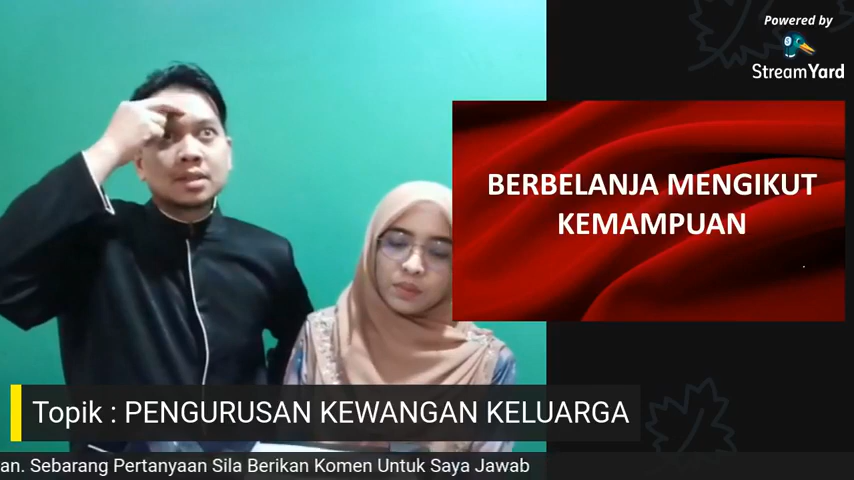 Powered by
StreamYard
BERBELANJA MENGIKUT
KEMAMPUAN
Topik : PENGURUSAN KEWANGAN KELUARGA
an. Sebarang Pertanyaan Sila Berikan Komen Untuk Saya Jawab